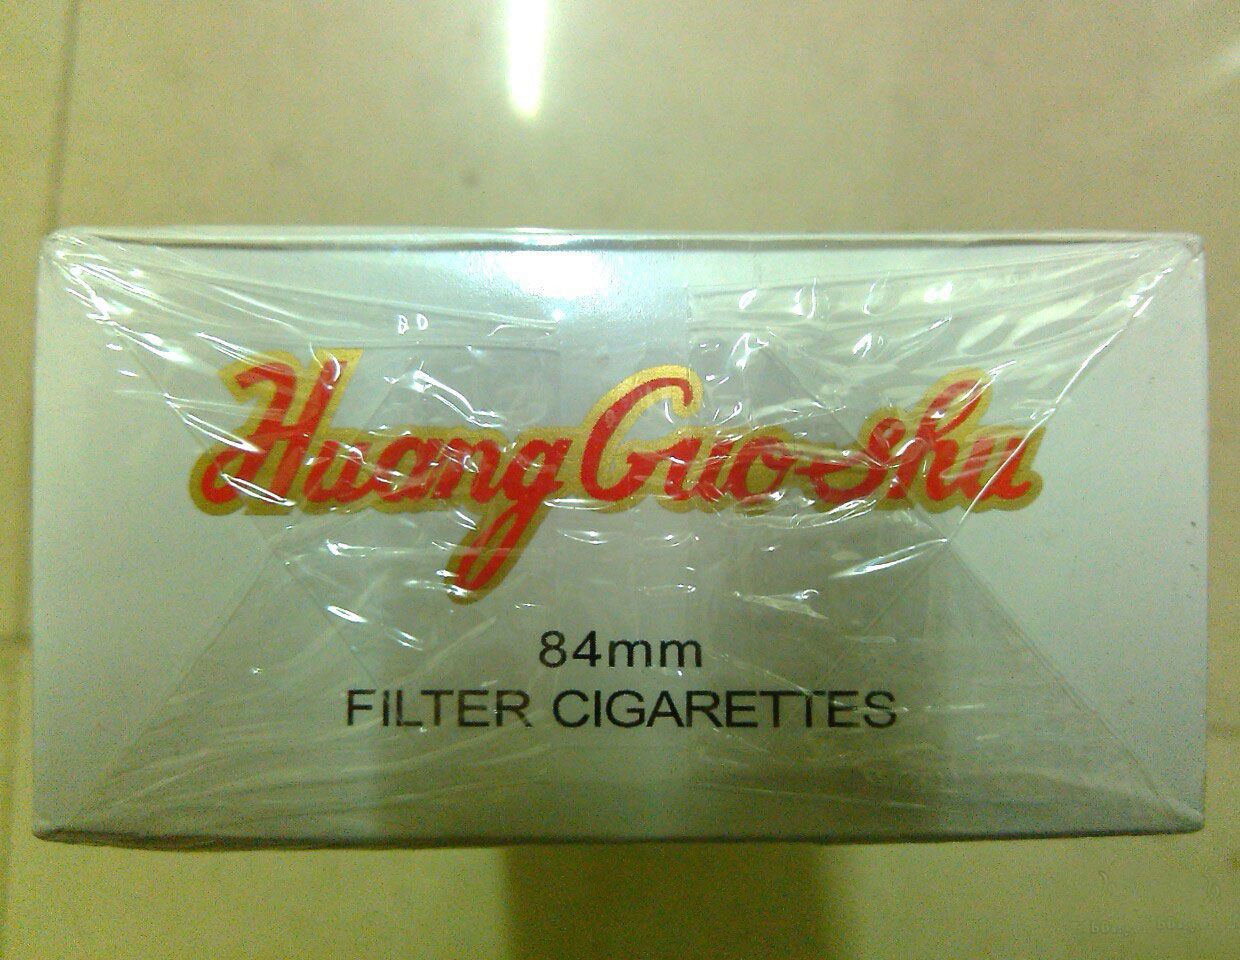 Huang Guo shu
84mm
FILTER CIGARETTES